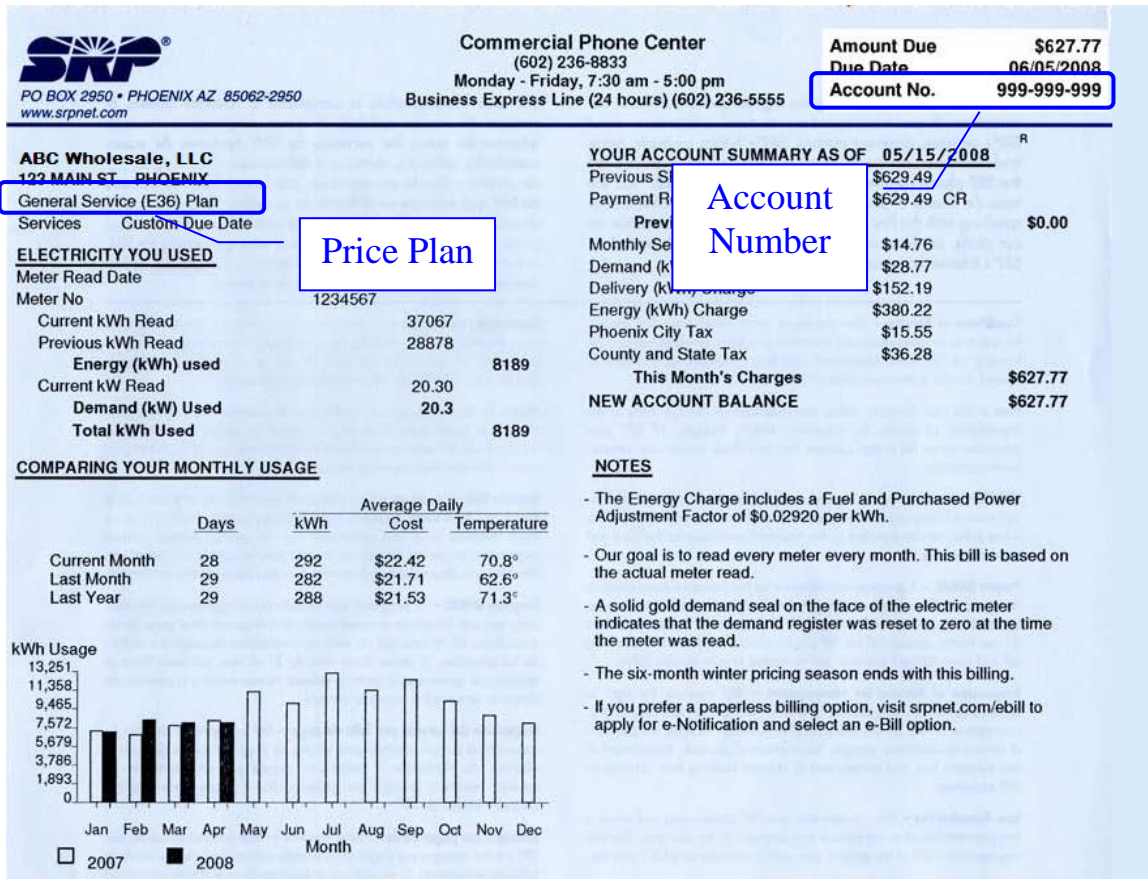 SRP®
PO BOX 2950 • PHOENIX AZ 85062-2950
www.srpnet.com
Commercial Phone Center
(602) 236-8833
Monday - Friday, 7:30 am - 5:00 pm
Business Express Line (24 hours) (602) 236-5555
Amount Due $627.77
Due Date 06/05/2008
Account No. 999-999-999
ABC Wholesale, LLC
123 MAIN ST PHOENIX
General Service (E36) Plan
Services Custom Due Date
Price Plan
ELECTRICITY YOU USED
Meter Read Date
Meter No 1234567
Current kWh Read 37067
Previous kWh Read 28878
Energy (kWh) used 8189
Current kW Read 20.30
Demand (kW) Used 20.3
Total kWh Used 8189
R
YOUR ACCOUNT SUMMARY AS OF 05/15/2008
Previous $629.49
Payment $629.49 CR
$0.00
Account
Number
Monthly $14.76
Demand $28.77
Delivery (kWh) Charge $152.19
Energy (kWh) Charge $380.22
Phoenix City Tax $15.55
County and State Tax $36.28
This Month's Charges $627.77
NEW ACCOUNT BALANCE $627.77
COMPARING YOUR MONTHLY USAGE
Average Daily
Days kWh Cost Temperature
Current Month 28 292 $22.42 70.8°
Last Month 29 282 $21.71 62.6°
Last Year 29 288 $21.53 71.3°
kWh Usage
13,251
11,358
9,465
7,572
5,679
3,786
1,893
0
Jan Feb Mar Apr May Jun Jul Aug Sep Oct Nov Dec
Month
2007 2008
NOTES
- The Energy Charge includes a Fuel and Purchased Power
Adjustment Factor of $0.02920 per kWh.
- Our goal is to read every meter every month. This bill is based on
the actual meter read.
- A solid gold demand seal on the face of the electric meter
indicates that the demand register was reset to zero at the time
the meter was read.
- The six-month winter pricing season ends with this billing.
- If you prefer a paperless billing option, visit srpnet.com/ebill to
apply for e-Notification and select an e-Bill option.